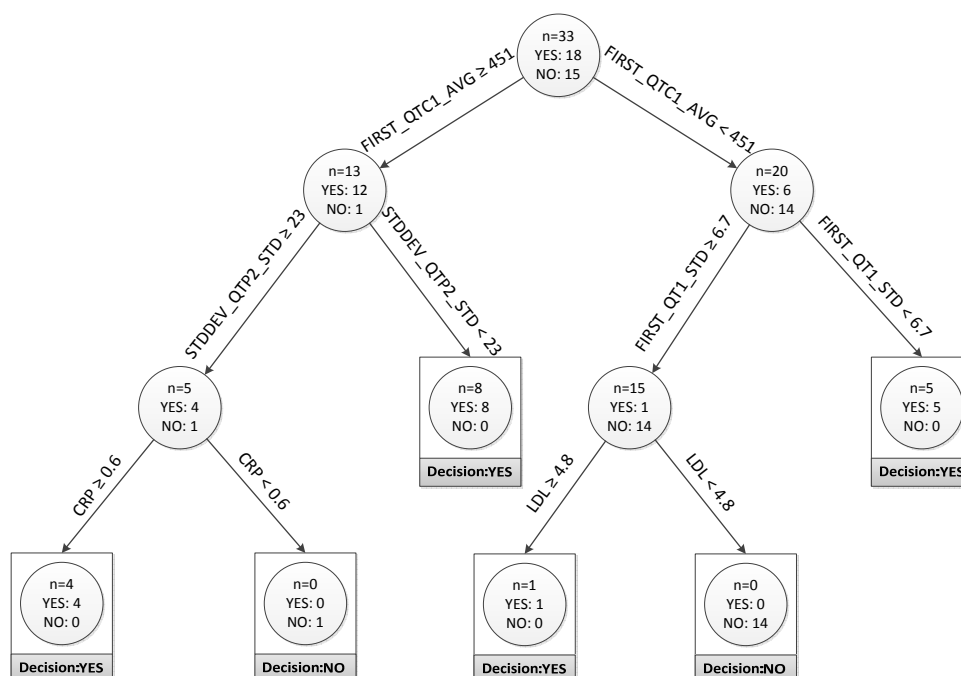 n=33
YES: 18
NO: 15
FIRST_QTC1_AVG ≥ 451
FIRST_QTC1_AVG < 451
n=13
YES: 12
NO: 1
n=20
YES: 6
NO: 14
STDDEV_QTP2_STD ≥ 23
STDDEV_QTP2_STD < 23
FIRST_QT1_STD ≥ 6.7
FIRST_QT1_STD < 6.7
n=5
YES: 4
NO: 1
n=8
YES: 8
NO: 0
Decision:YES
n=15
YES: 1
NO: 14
n=5
YES: 5
NO: 0
Decision:YES
CRP ≥ 0.6
CRP < 0.6
LDL ≥ 4.8
LDL < 4.8
n=4
YES: 4
NO: 0
Decision:YES
n=0
YES: 0
NO: 1
Decision:NO
n=1
YES: 1
NO: 0
Decision:YES
n=0
YES: 0
NO: 14
Decision:NO